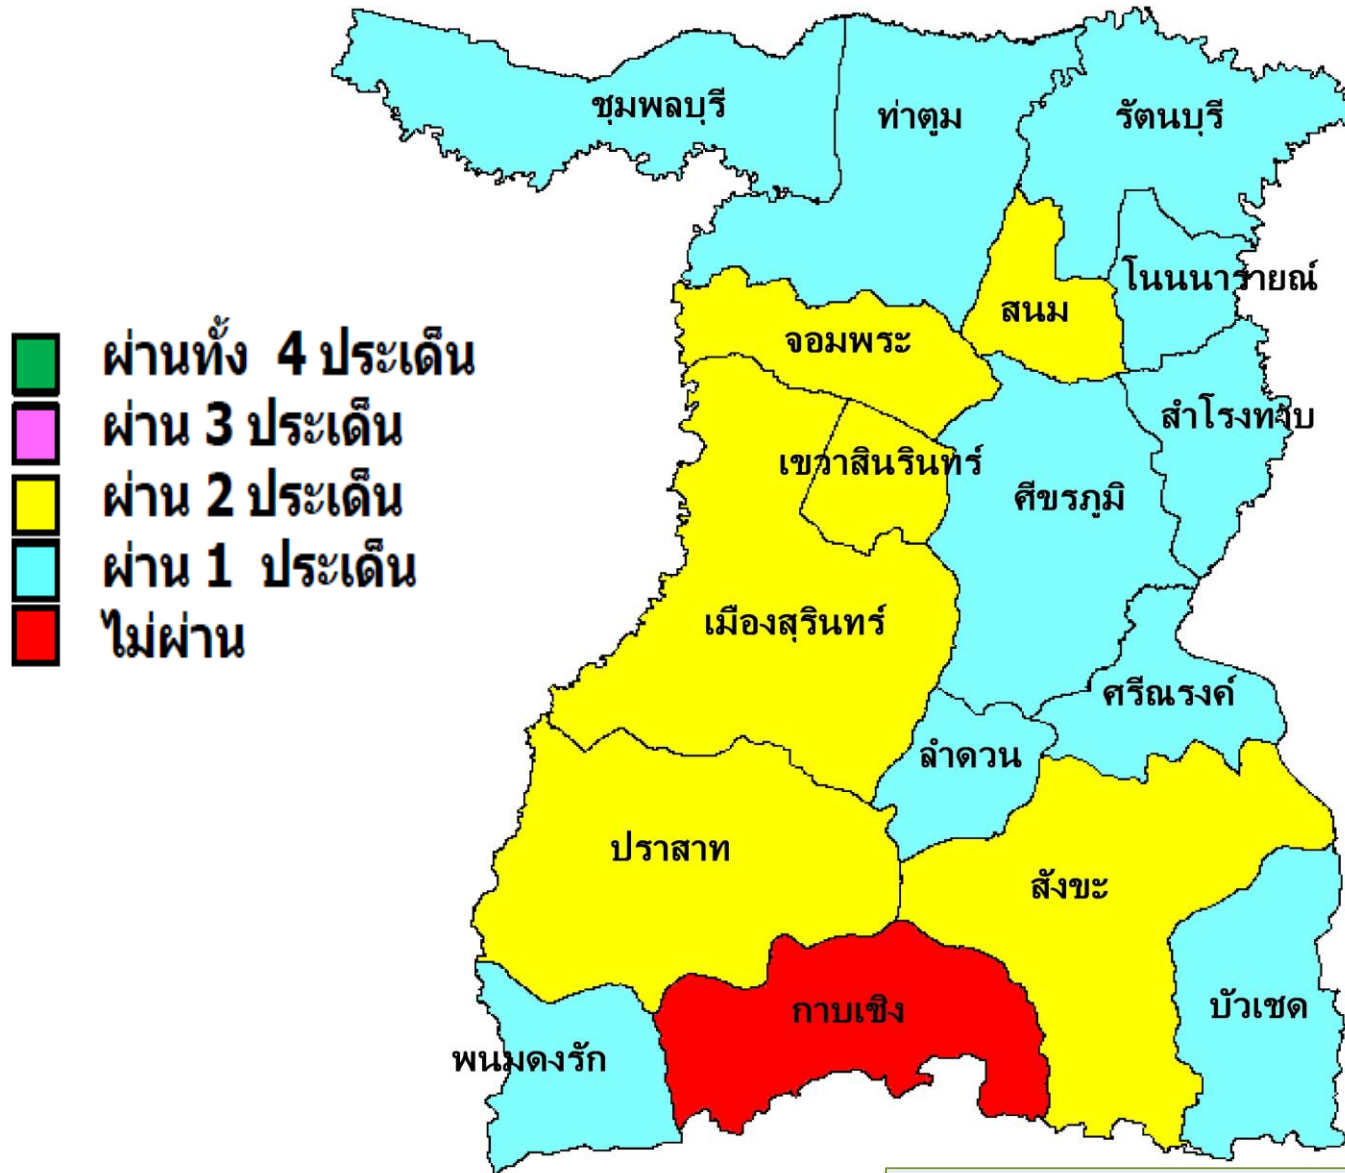 ชุมพลบุรี
ท่าตูม
รัตนบุรี
โนนนารายณ์
สนม
จอมพระ
ผ่านทั้ง 4 ประเด็น
ผ่าน 3 ประเด็น
ผ่าน 2 ประเด็น
ผ่าน 1 ประเด็น
ไม่ผ่าน
สำโรงทาบ
เขวาสินรินทร์
ศีขรภูมิ
เมืองสุรินทร์
ศรีณรงค์
ลำดวน
ปราสาท
สังขะ
กาบเชิง
บัวเชด
พนมดงรัก